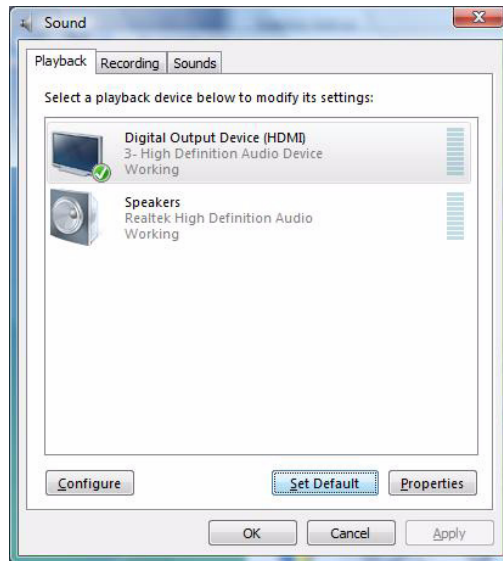 Sound
Playback Recording Sounds
Select a playback device below to modify its settings:
Digital Output Device (HDMI)
3- High Definition Audio Device
Working
Speakers
Realtek High Definition Audio
Working
Configure Set Default Properties
OK Cancel Apply